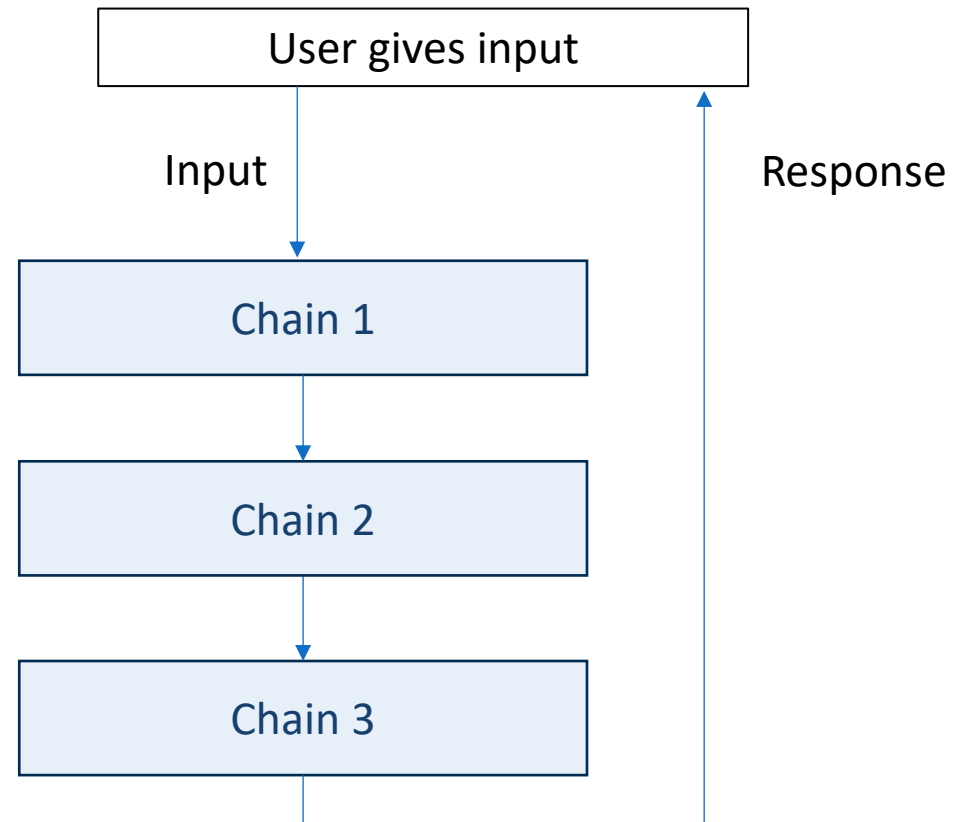 User gives input
Input
Response
Chain 1
Chain 2
Chain 3